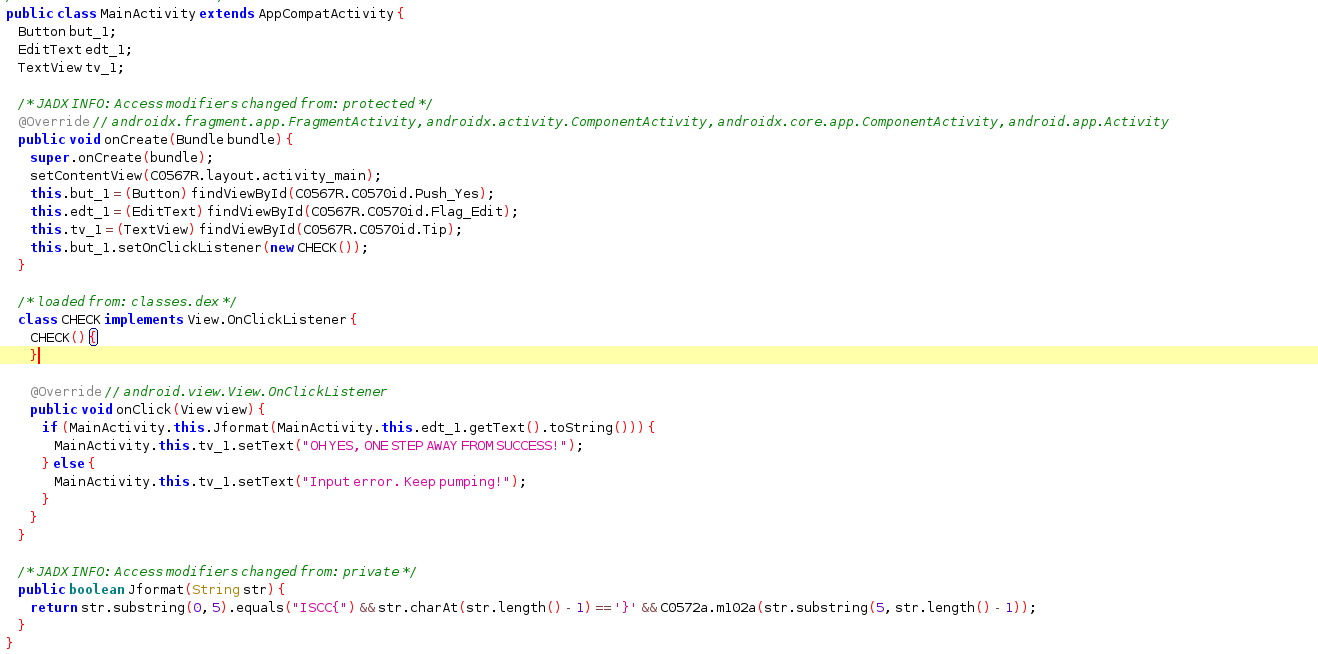 public class MainActivity extends AppCompatActivity {
Button but_1;
EditText edt_1;
TextView tv_1;
/* JADX INFO: Access modifiers changed from: protected */
@Override // androidx.fragment.app.FragmentActivity, androidx.activity.ComponentActivity, androidx.core.app.ComponentActivity, android.app.Activity
public void onCreate(Bundle bundle) {
super.onCreate(bundle);
setContentView(C0567R.layout.activity_main);
this.but_1 = (Button) findViewById(C0567R.C0570id.Push_Yes);
this.edt_1 = (EditText) findViewById(C0567R.C0570id.Flag_Edit);
this.tv_1 = (TextView) findViewById(C0567R.C0570id.Tip);
this.but_1.setOnClickListener(new CHECK());
}
/* loaded from: classes.dex */
class CHECK implements View.OnClickListener {
CHECK() {
}
@Override // android.view.View.OnClickListener
public void onClick(View view) {
if (MainActivity.this.Jformat(MainActivity.this.edt_1.getText().toString())) {
MainActivity.this.tv_1.setText("OH YES, ONE STEP AWAY FROM SUCCESS!");
} else {
MainActivity.this.tv_1.setText("Input error. Keep pumping!");
}
}
}
/* JADX INFO: Access modifiers changed from: private */
public boolean Jformat(String str) {
return str.substring(0, 5).equals("ISCC{") && str.charAt(str.length() - 1) == '}' && C0572a.m102a(str.substring(5, str.length() - 1));
}
}